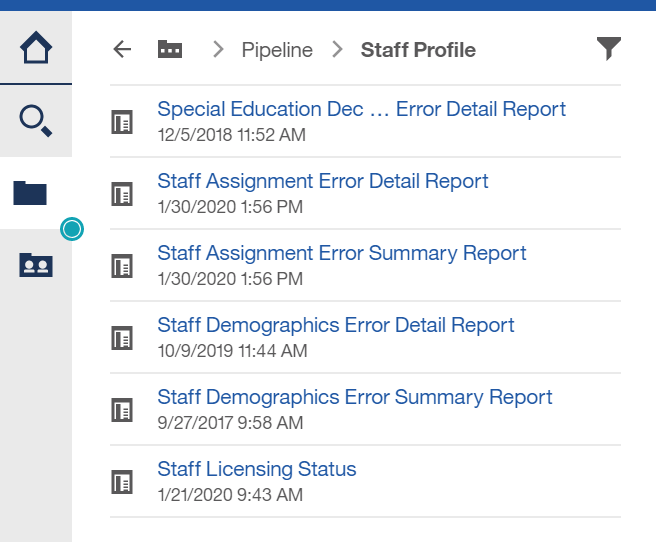 Pipeline Staff Profile
Special Education Dec ... Error Detail Report
12/5/2018 11:52 AM
Staff Assignment Error Detail Report
1/30/2020 1:56 PM
Staff Assignment Error Summary Report
1/30/2020 1:56 PM
Staff Demographics Error Detail Report
10/9/2019 11:44 AM
Staff Demographics Error Summary Report
9/27/2017 9:58 AM
Staff Licensing Status
1/21/2020 9:43 AM